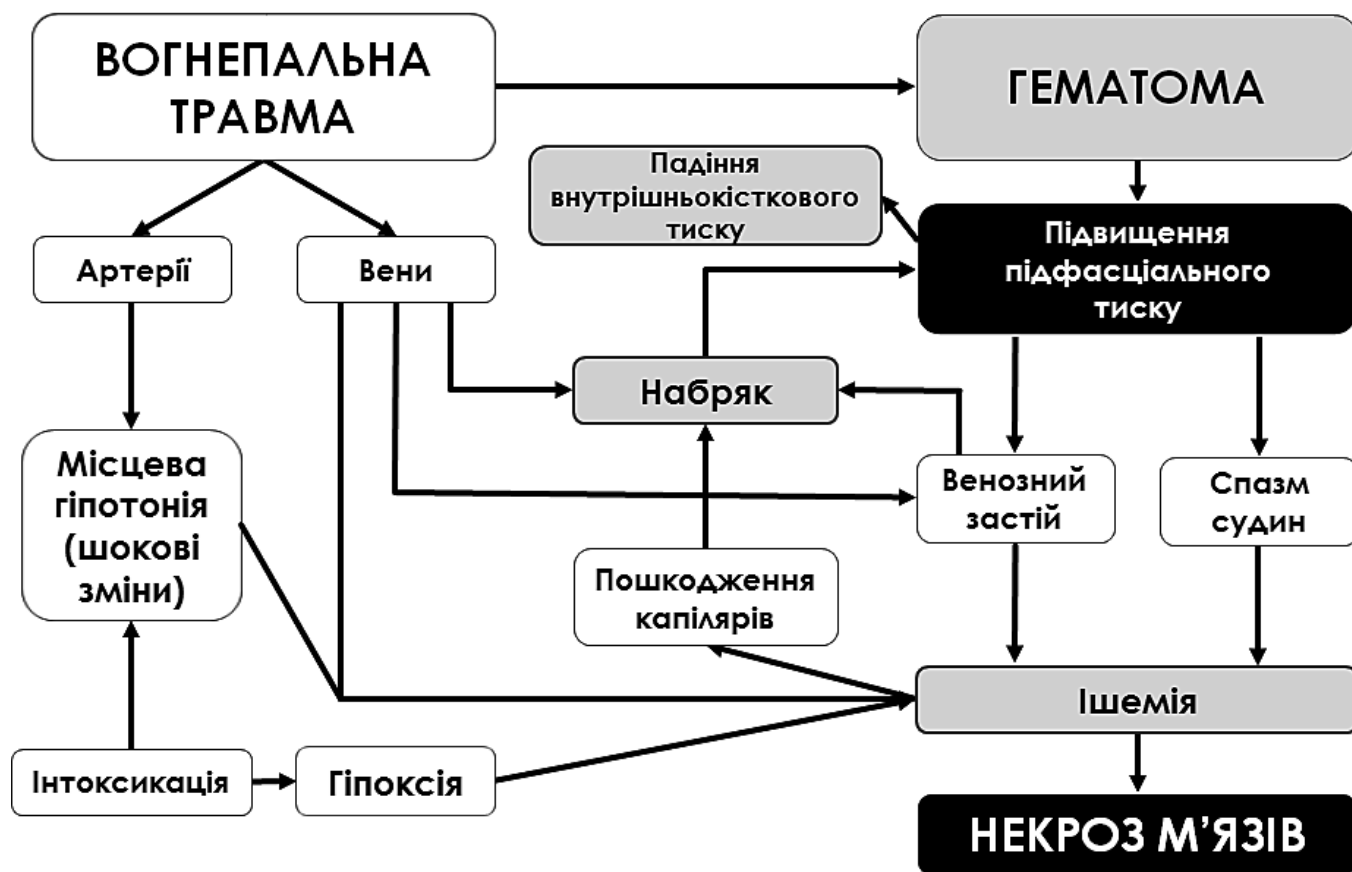 ВОГНЕПАЛЬНА
ТРАВМА
ГЕМАТОМА
Падіння
внутрішньокісткового
тиску
Підвищення
підфасціального
тиску
Артерії
Вени
Набряк
Місцева
гіпотонія
(шокові
зміни)
Венозний
застій
Спазм
судин
Пошкодження
капілярів
Ішемія
Інтоксикація
Гіпоксія
НЕКРОЗ М’ЯЗІВ